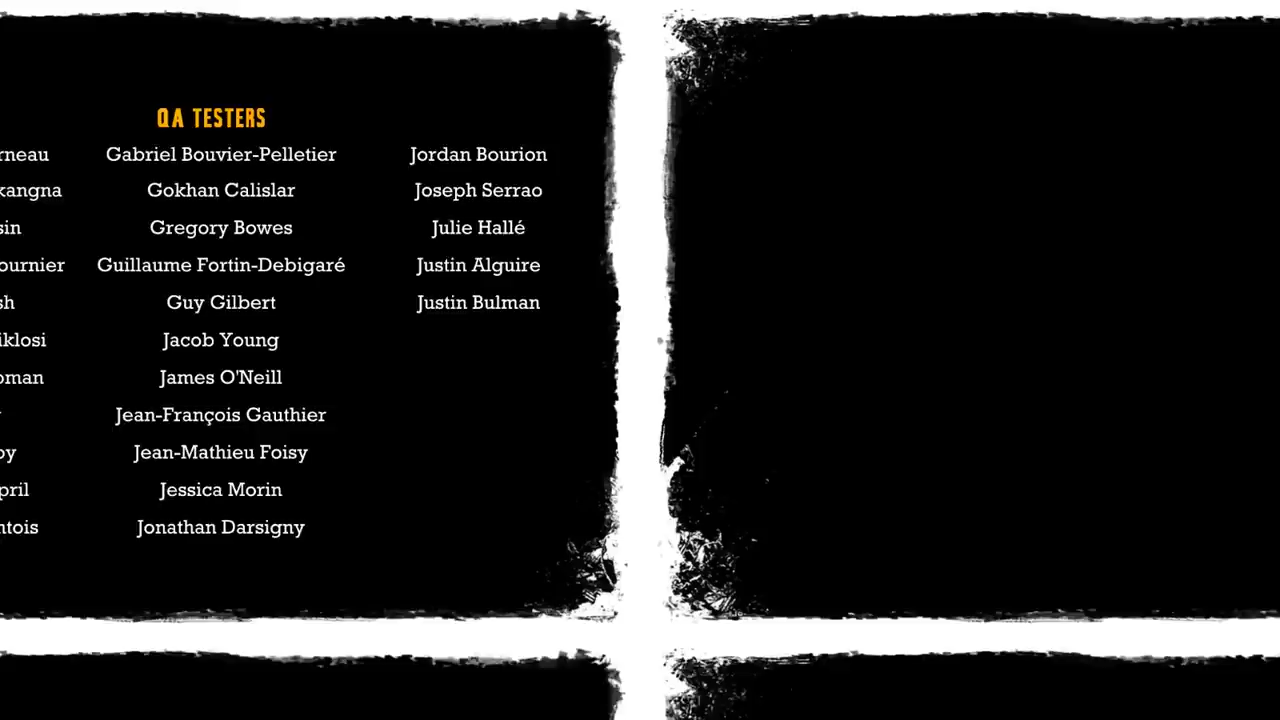 QA TESTERS
Gabriel Bouvier-Pelletier Jordan Bourion
Gokhan Calislar Joseph Serrao
Gregory Bowes Julie Hallé
Guillaume Fortin-Debigaré Justin Alguire
Guy Gilbert Justin Bulman
Jacob Young
James O'Neill
Jean-François Gauthier
Jean-Mathieu Foisy
Jessica Morin
Jonathan Darsigny